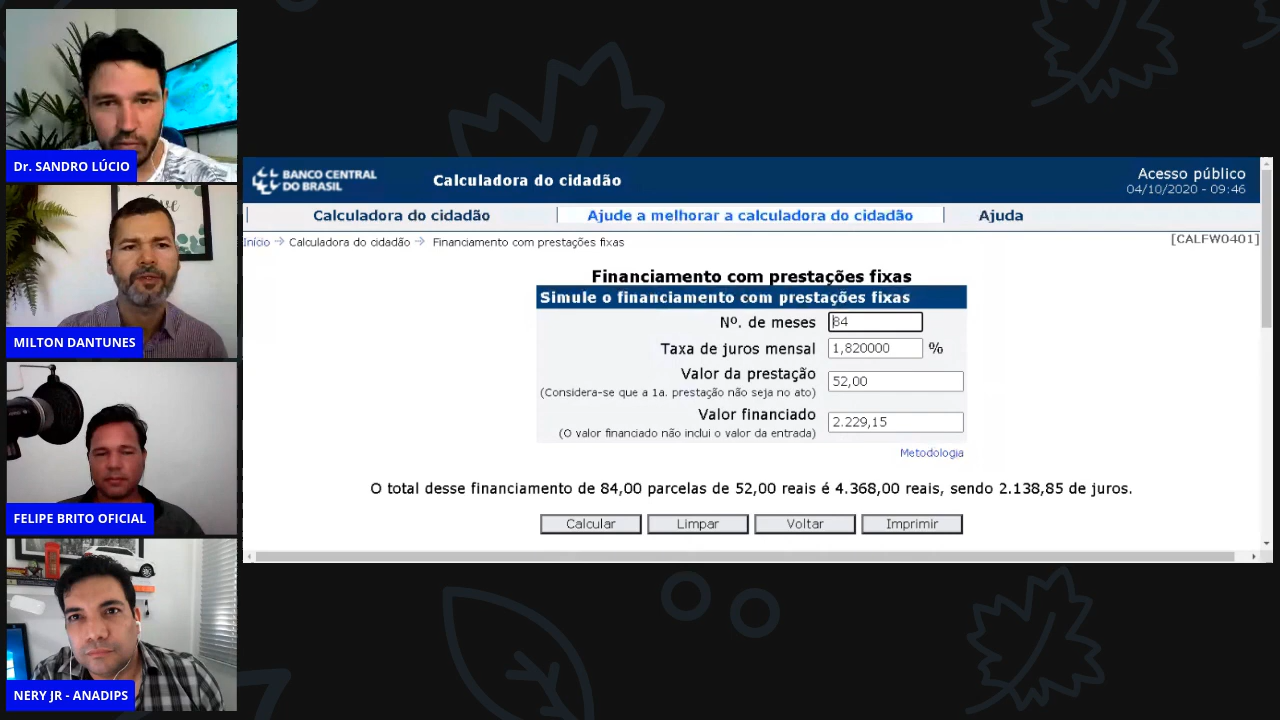 Dr. SANDRO LÚCIO
MILTON DANTUNES
FELIPE BRITO OFICIAL
NERY JR - ANADIPS
BANCO CENTRAL
DO BRASIL
Calculadora do cidadão
Acesso público
04/10/2020 - 09:46
Calculadora do cidadão
Ajude a melhorar a calculadora do cidadão
Ajuda
Início → Calculadora do cidadão → Financiamento com prestações fixas
[CALFW0401]
Financiamento com prestações fixas
Simule o financiamento com prestações fixas
Nº. de meses 84
Taxa de juros mensal 1,820000 %
Valor da prestação 52,00
(Considera-se que a 1a. prestação não seja no ato)
Valor financiado 2.229,15
(O valor financiado não inclui o valor da entrada)
Metodologia
O total desse financiamento de 84,00 parcelas de 52,00 reais é 4.368,00 reais, sendo 2.138,85 de juros.
Calcular Limpar Voltar Imprimir